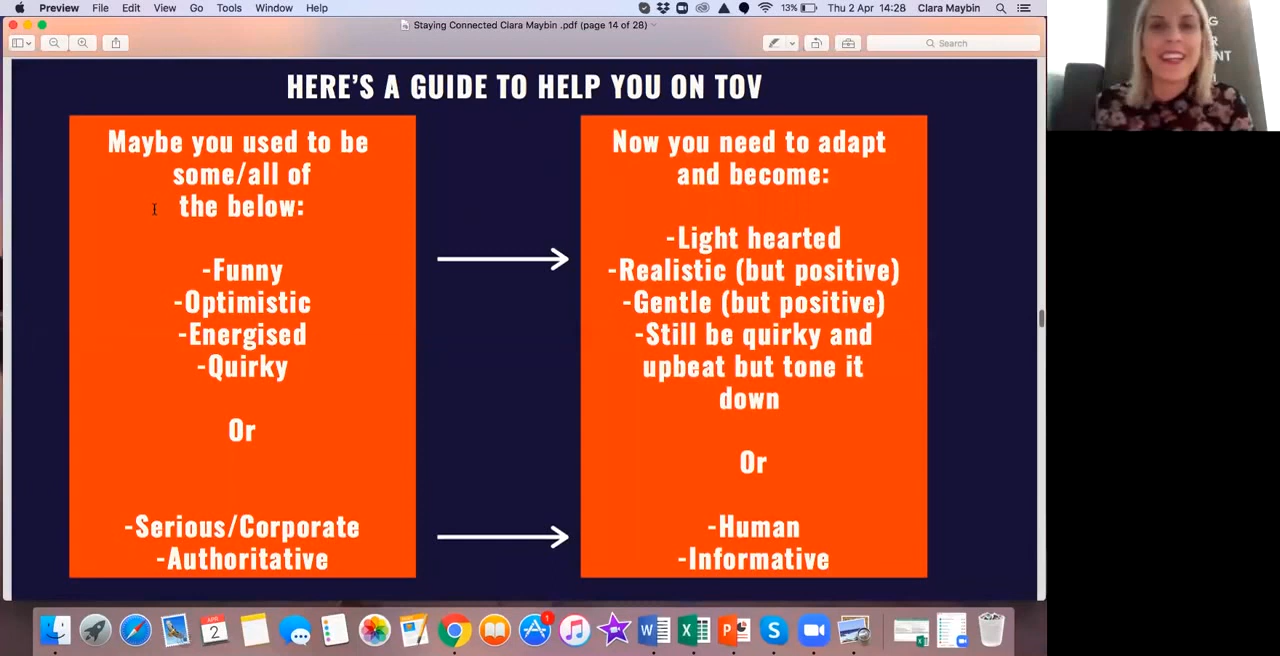 Preview File Edit View Go Tools Window Help
13% Thu 2 Apr 14:28 Clara Maybin
Staying Connected Clara Maybin .pdf (page 14 of 28)
Search
HERE'S A GUIDE TO HELP YOU ON TOV
Maybe you used to be
some/all of
the below:
-Funny
-Optimistic
-Energised
-Quirky
Or
-Serious/Corporate
-Authoritative
Now you need to adapt
and become:
-Light hearted
-Realistic (but positive)
-Gentle (but positive)
-Still be quirky and
upbeat but tone it
down
Or
-Human
-Informative
APR
2
1